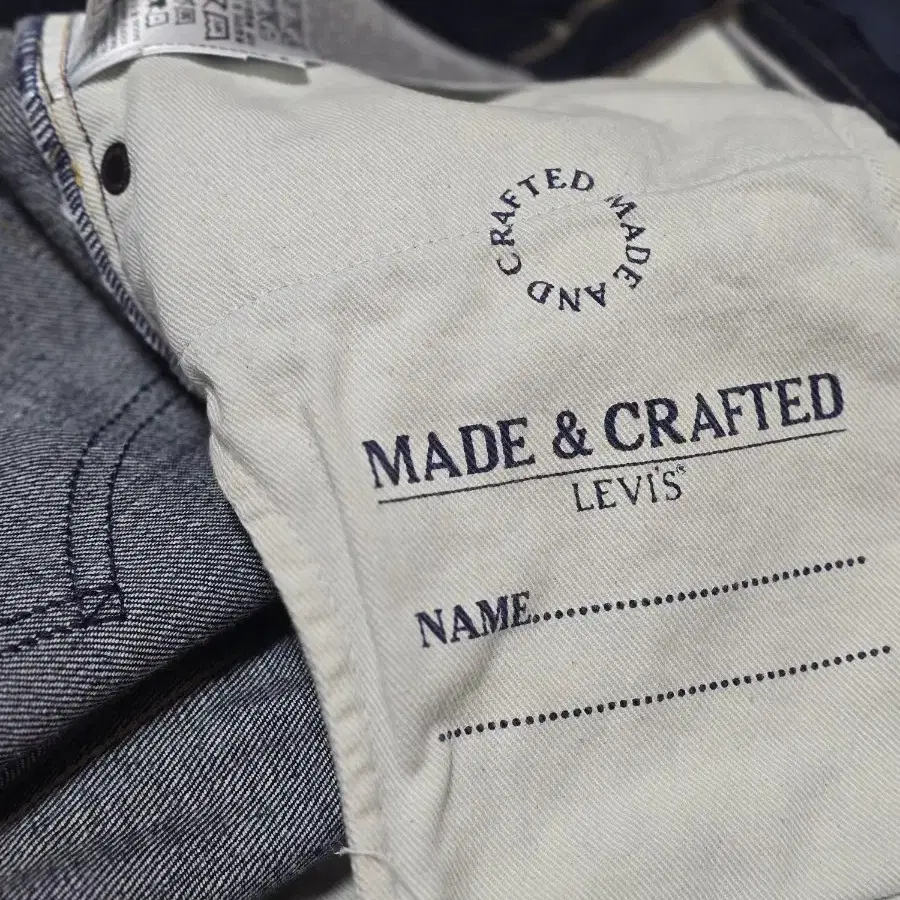 MADE AND CRAFTED
MADE & CRAFTED
LEVI'S®
NAME....................................
.................................................